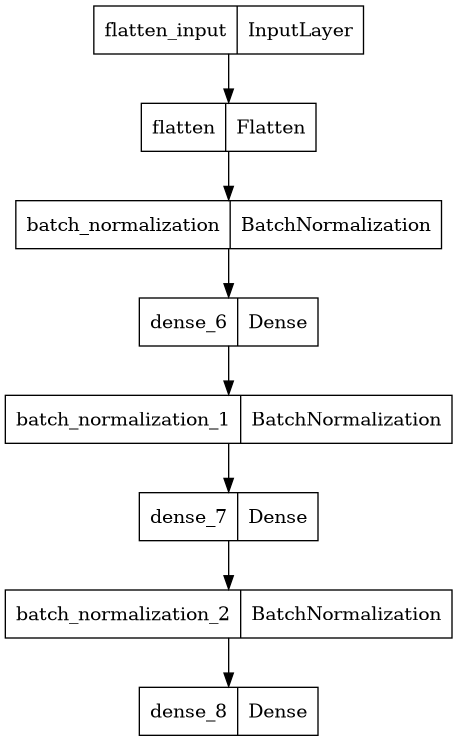 flatten_input InputLayer
flatten Flatten
batch_normalization BatchNormalization
dense_6 Dense
batch_normalization_1 BatchNormalization
dense_7 Dense
batch_normalization_2 BatchNormalization
dense_8 Dense